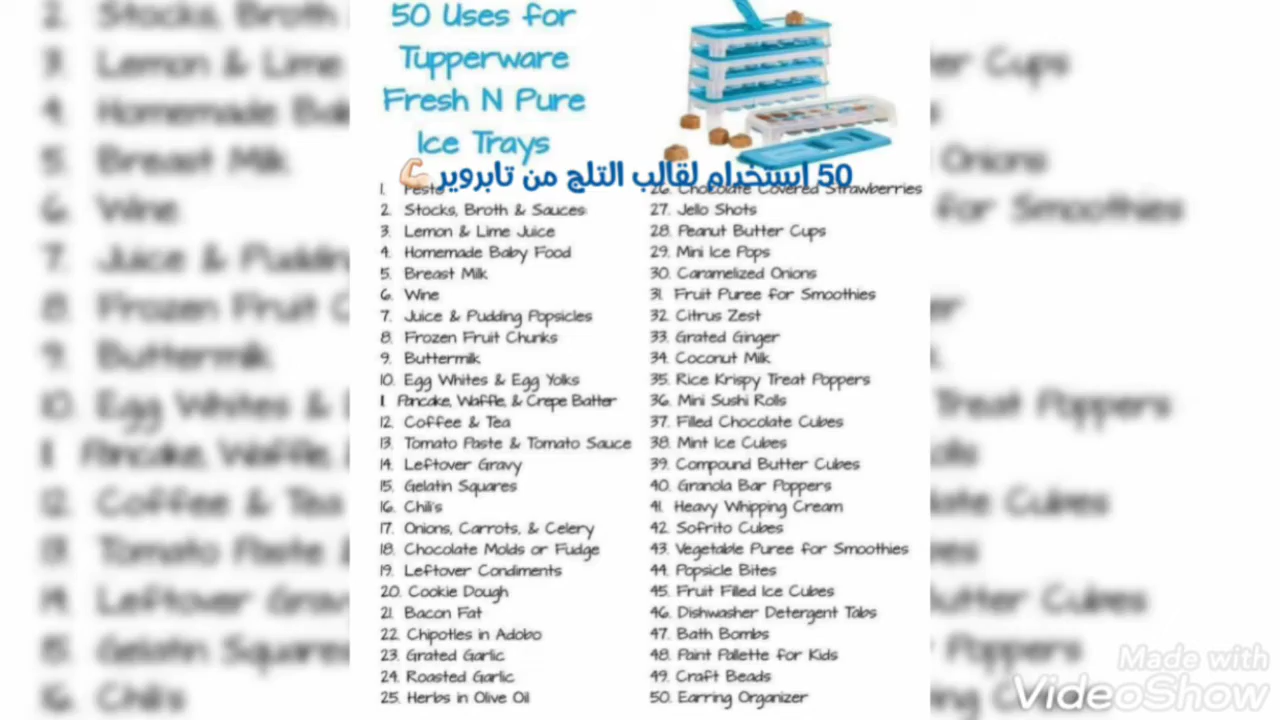 50 Uses for
Tupperware
Fresh N Pure
Ice Trays
50 إستخدام لقالب التلج من تابروير
1. Pesto
2. Stocks, Broth & Sauces
3. Lemon & Lime Juice
4. Homemade Baby Food
5. Breast Milk
6. Wine
7. Juice & Pudding Popsicles
8. Frozen Fruit Chunks
9. Buttermilk
10. Egg Whites & Egg Yolks
11. Pancake, Waffle, & Crepe Batter
12. Coffee & Tea
13. Tomato Paste & Tomato Sauce
14. Leftover Gravy
15. Gelatin Squares
16. Chili's
17. Onions, Carrots, & Celery
18. Chocolate Molds or Fudge
19. Leftover Condiments
20. Cookie Dough
21. Bacon Fat
22. Chipotles in Adobo
23. Grated Garlic
24. Roasted Garlic
25. Herbs in Olive Oil
26. Chocolate Covered Strawberries
27. Jello Shots
28. Peanut Butter Cups
29. Mini Ice Pops
30. Caramelized Onions
31. Fruit Puree for Smoothies
32. Citrus Zest
33. Grated Ginger
34. Coconut Milk
35. Rice Krispy Treat Poppers
36. Mini Sushi Rolls
37. Filled Chocolate Cubes
38. Mint Ice Cubes
39. Compound Butter Cubes
40. Granola Bar Poppers
41. Heavy Whipping Cream
42. Sofrito Cubes
43. Vegetable Puree for Smoothies
44. Popsicle Bites
45. Fruit Filled Ice Cubes
46. Dishwasher Detergent Tabs
47. Bath Bombs
48. Paint Pallette for Kids
49. Craft Beads
50. Earring Organizer
Made with
VideoShow